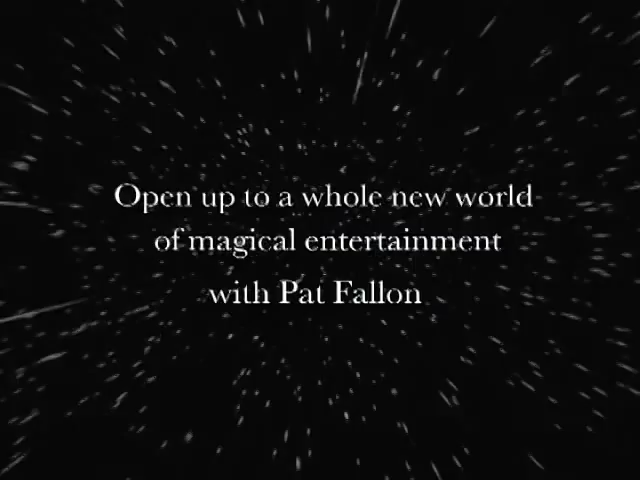 Open up to a whole new world
of magical entertainment
with Pat Fallon